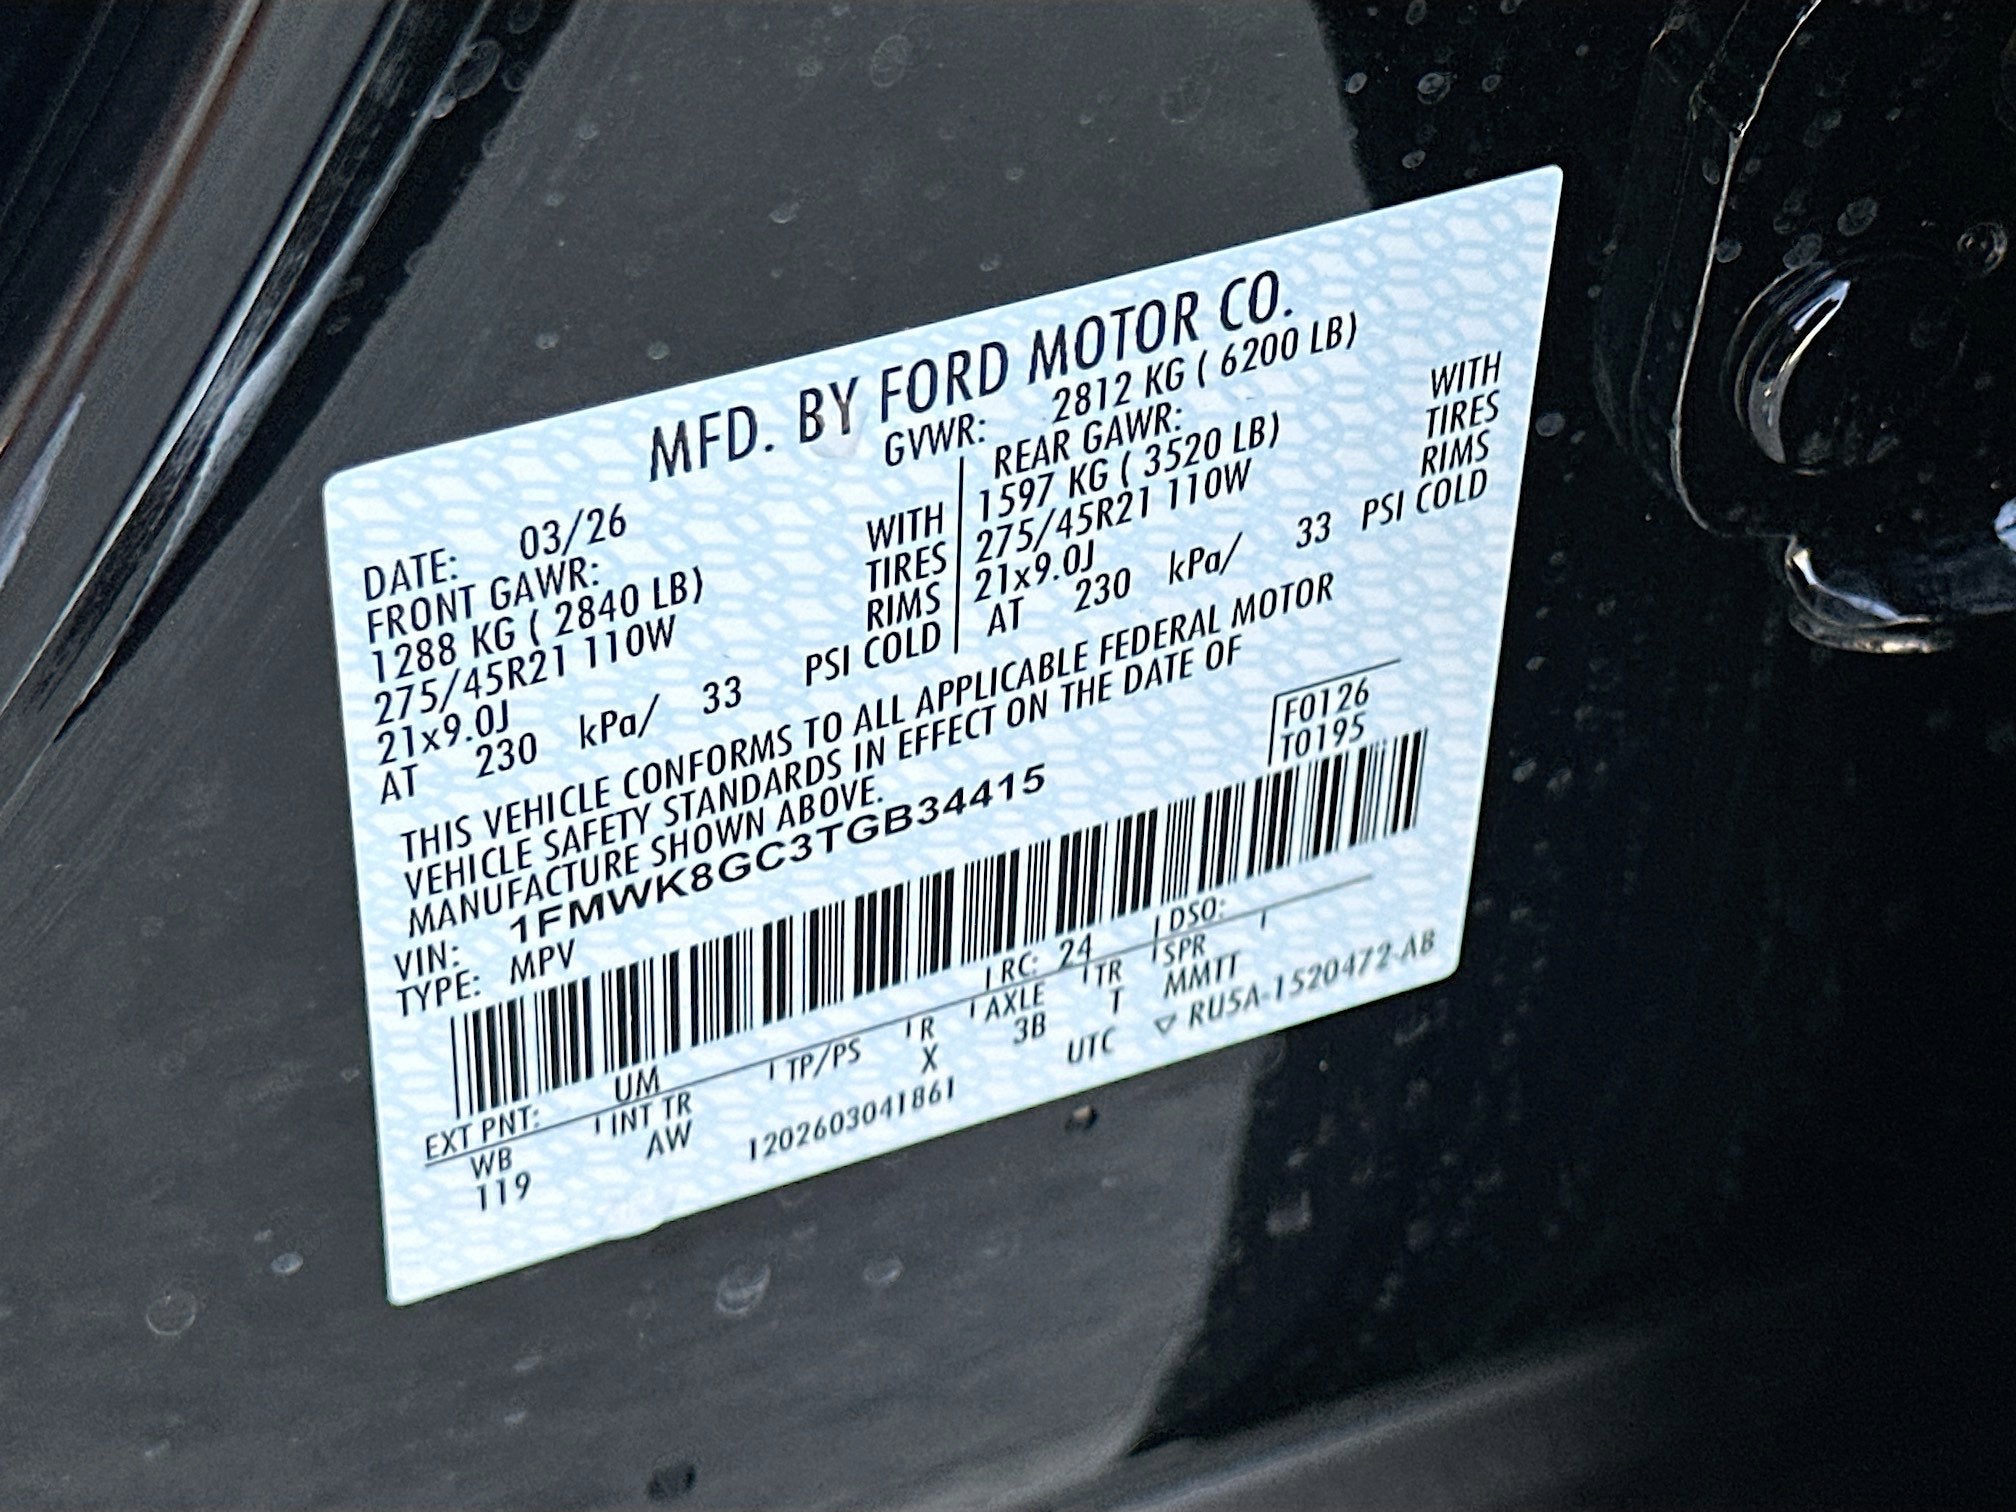 MFD. BY FORD MOTOR CO.
DATE: 03/26 GVWR: 2812 KG ( 6200 LB)
FRONT GAWR: REAR GAWR:
1288 KG ( 2840 LB) WITH 1597 KG ( 3520 LB) WITH
275/45R21 110W TIRES 275/45R21 110W TIRES
21x9.0J RIMS 21x9.0J RIMS
AT 230 kPa/ 33 PSI COLD AT 230 kPa/ 33 PSI COLD
THIS VEHICLE CONFORMS TO ALL APPLICABLE FEDERAL MOTOR
VEHICLE SAFETY STANDARDS IN EFFECT ON THE DATE OF
MANUFACTURE SHOWN ABOVE.
F0126
T0195
VIN: 1FMWK8GC3TGB34415
TYPE: MPV
EXT PNT: UM RC: 24 DSO:
WB INT TR TP/PS R AXLE TR SPR
119 AW X 3B T MMTT
1202603041861 UTC ▽ RU5A-1520472-AB